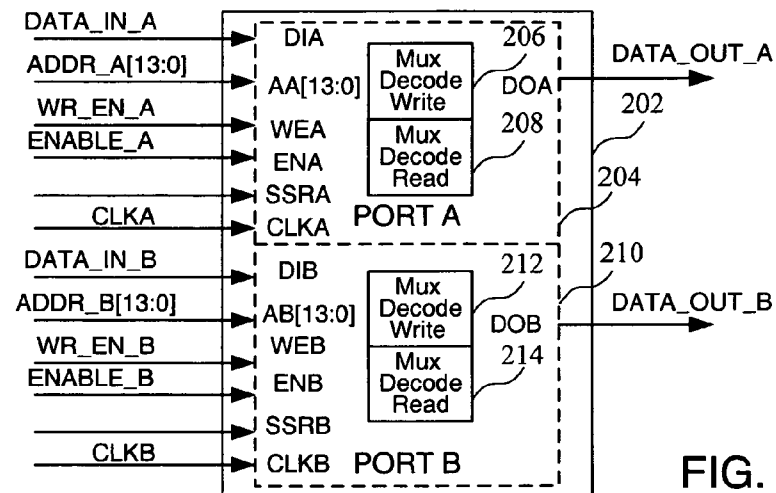 DATA_IN_A
ADDR_A[13:0]
WR_EN_A
ENABLE_A
CLKA
DIA
AA[13:0]
WEA
ENA
SSRA
CLKA
Mux
Decode
Write
Mux
Decode
Read
PORT A
DOA
206
208
DATA_OUT_A
202
204
DATA_IN_B
ADDR_B[13:0]
WR_EN_B
ENABLE_B
CLKB
DIB
AB[13:0]
WEB
ENB
SSRB
CLKB
Mux
Decode
Write
Mux
Decode
Read
PORT B
DOB
212
214
210
DATA_OUT_B
FIG.